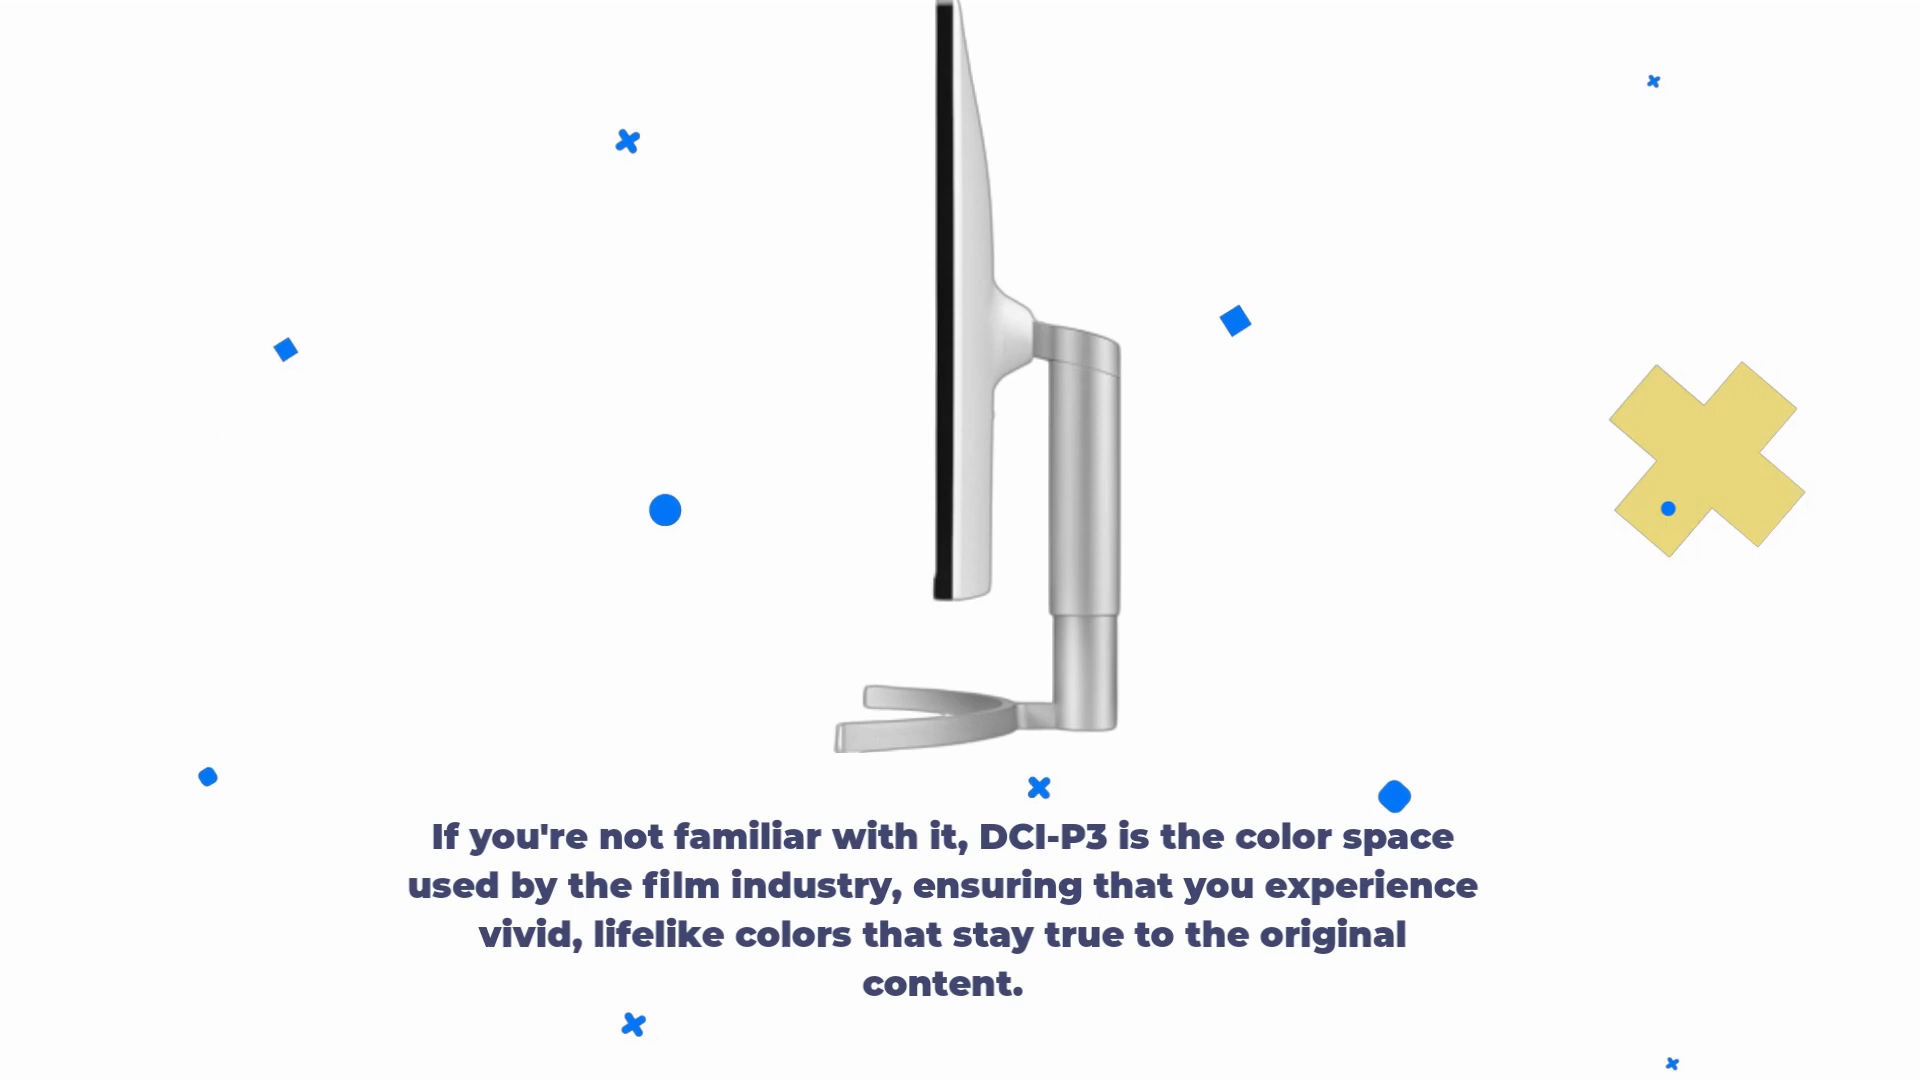 If you're not familiar with it, DCI-P3 is the color space
used by the film industry, ensuring that you experience
vivid, lifelike colors that stay true to the original
content.